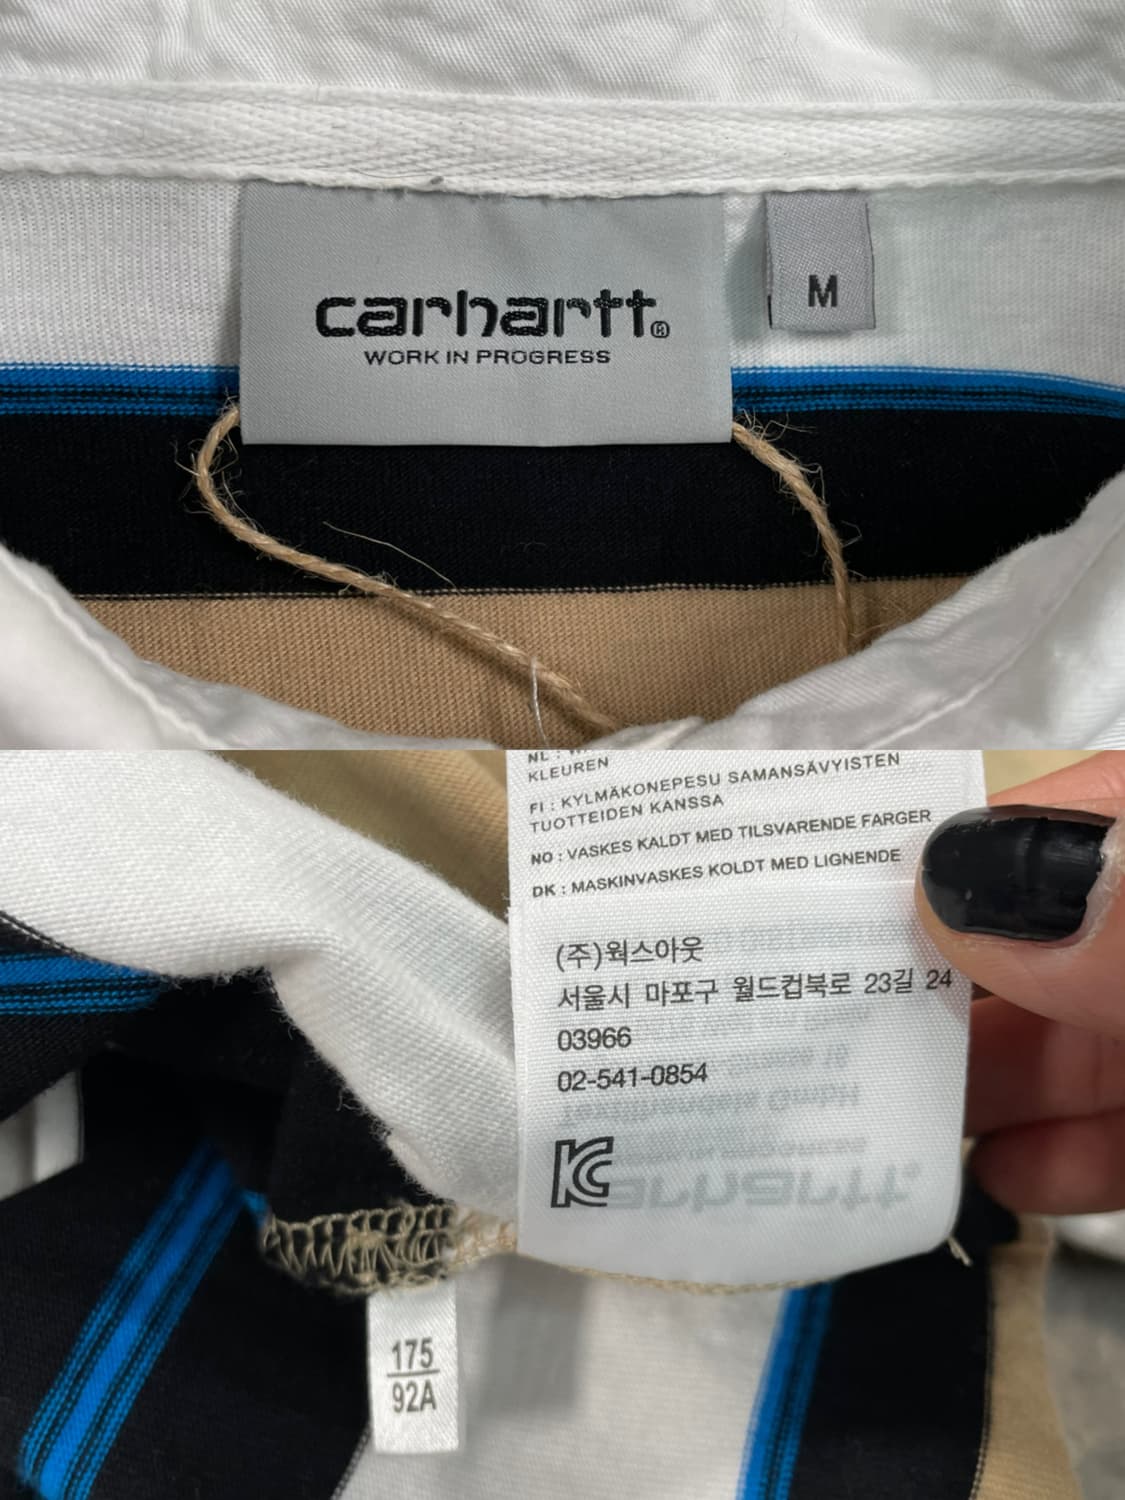 carhartt®
WORK IN PROGRESS
M
NL :
KLEUREN
FI : KYLMÄKONEPESU SAMANSÄVYISTEN
TUOTTEIDEN KANSSA
NO : VASKES KALDT MED TILSVARENDE FARGER
DK : MASKINVASKES KOLDT MED LIGNENDE
(주)웍스아웃
서울시 마포구 월드컵북로 23길 24
03966
02-541-0854
KC
175
92A